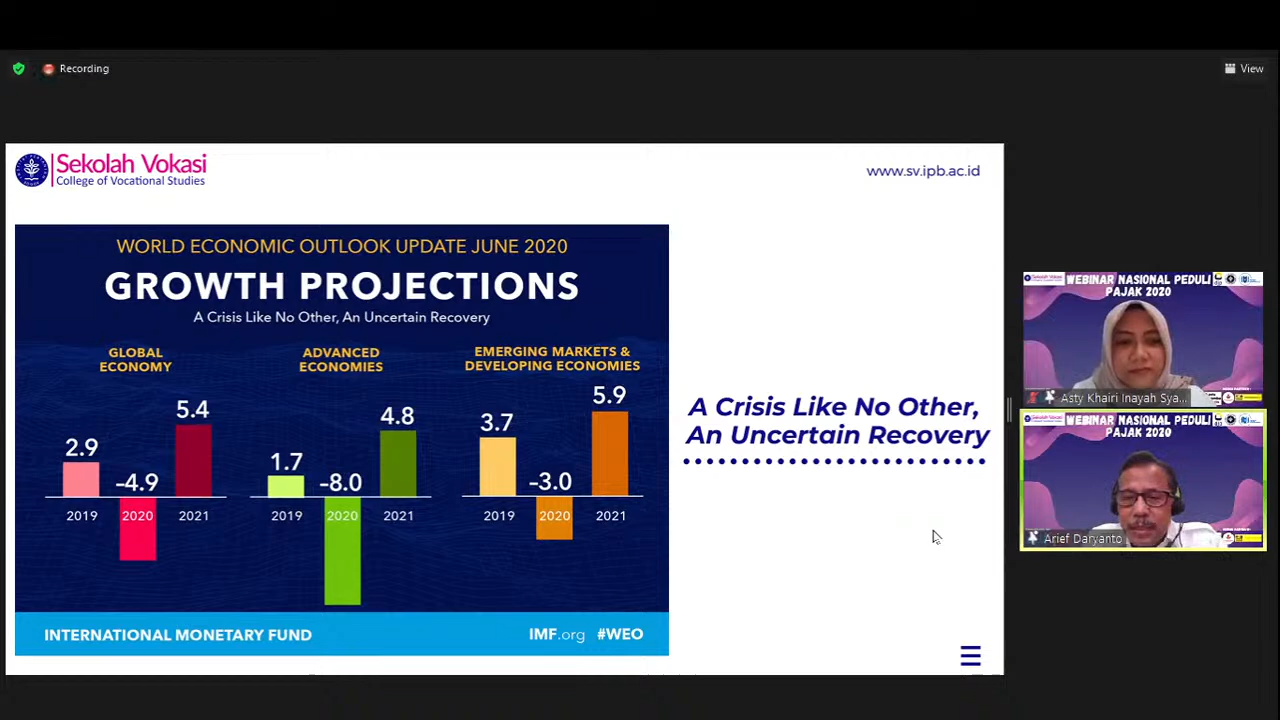 Recording
View
Sekolah Vokasi
College of Vocational Studies
www.sv.ipb.ac.id
WORLD ECONOMIC OUTLOOK UPDATE JUNE 2020
GROWTH PROJECTIONS
A Crisis Like No Other, An Uncertain Recovery
GLOBAL
ECONOMY
2.9
-4.9
5.4
2019
2020
2021
ADVANCED
ECONOMIES
1.7
-8.0
4.8
2019
2020
2021
EMERGING MARKETS &
DEVELOPING ECONOMIES
3.7
-3.0
5.9
2019
2020
2021
INTERNATIONAL MONETARY FUND
IMF.org #WEO
A Crisis Like No Other,
An Uncertain Recovery
WEBINAR NASIONAL PEDULI
PAJAK 2020
Asty Khairi Inayah Sya...
WEBINAR NASIONAL PEDULI
PAJAK 2020
Arief Daryanto